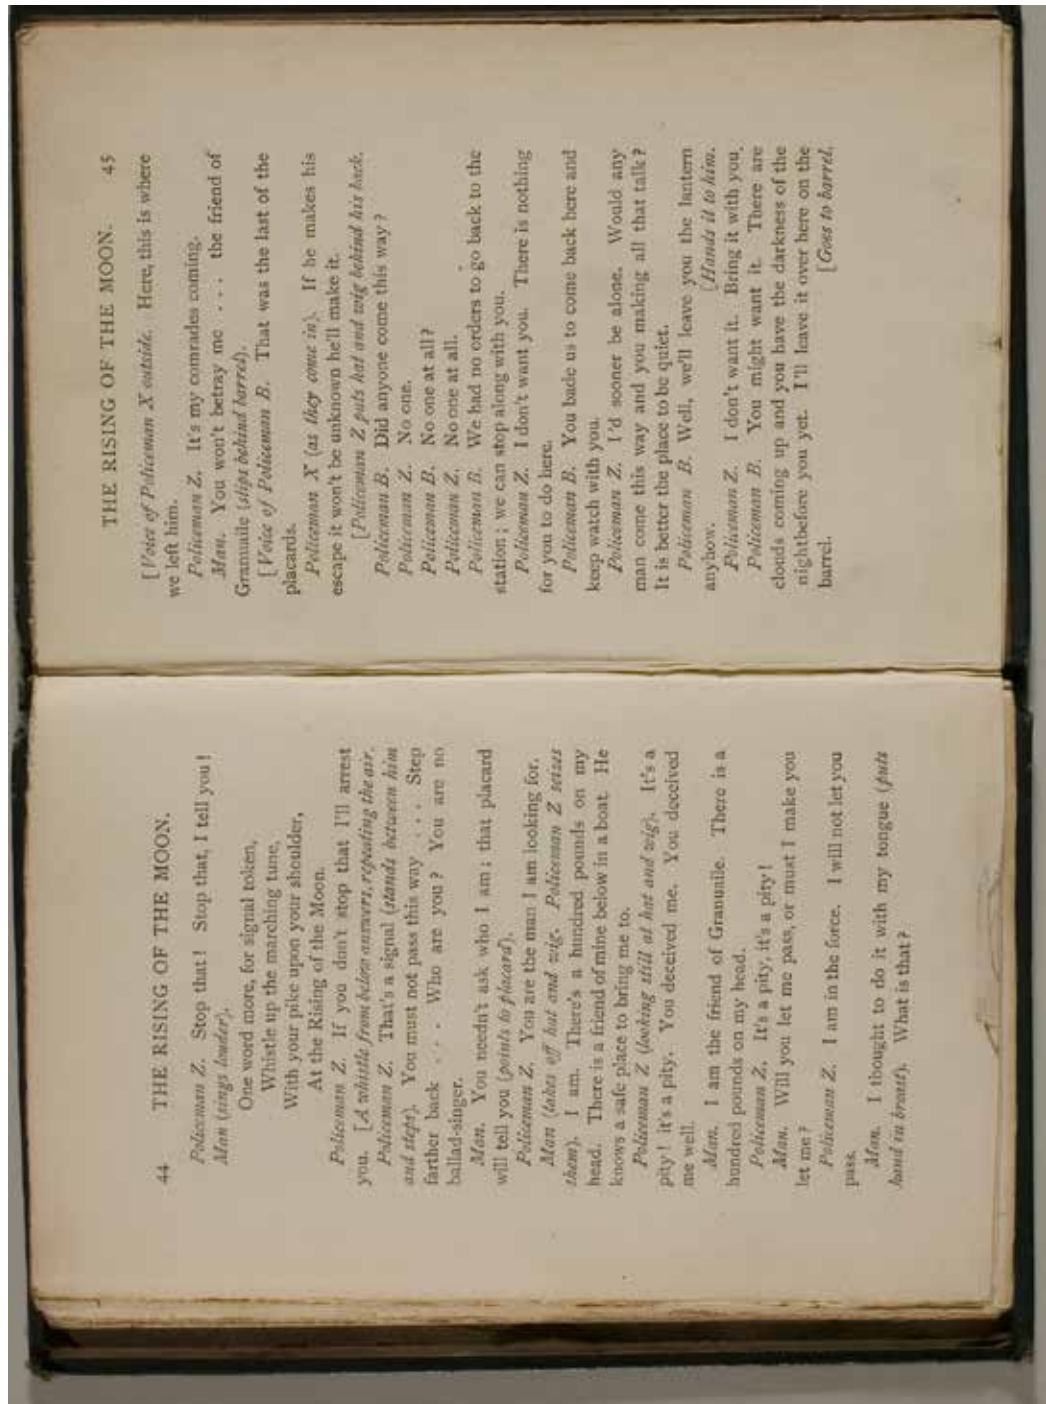 44 THE RISING OF THE MOON.
Policeman Z. Stop that! Stop that, I tell you!
Man (sings louder).
One word more, for signal token,
Whistle up the marching tune,
With your pike upon your shoulder,
At the Rising of the Moon.
Policeman Z. If you don't stop that I'll arrest
you. [A whistle from below answers, repeating the air.
Policeman Z. That's a signal (stands between him
and steps). You must not pass this way . . . Step
farther back . . . Who are you? You are no
ballad-singer.
Man. You needn't ask who I am; that placard
will tell you (points to placard).
Policeman Z. You are the man I am looking for.
Man (takes off hat and wig. Policeman Z seizes
them). I am. There's a hundred pounds on my
head. There is a friend of mine below in a boat. He
knows a safe place to bring me to.
Policeman Z (looking still at hat and wig). It's a
pity! it's a pity. You deceived me. You deceived
me well.
Man. I am the friend of Granuaile. There is a
hundred pounds on my head.
Policeman Z. It's a pity, it's a pity!
Man. Will you let me pass, or must I make you
let me?
Policeman Z. I am in the force. I will not let you
pass.
Man. I thought to do it with my tongue (puts
hand in breast). What is that?
THE RISING OF THE MOON. 45
[Voice of Policeman X outside. Here, this is where
we left him.
Policeman Z. It's my comrades coming.
Man. You won't betray me . . . the friend of
Granuaile (slips behind barrel).
[Voice of Policeman B. That was the last of the
placards.
Policeman X (as they come in). If he makes his
escape it won't be unknown he'll make it.
[Policeman Z puts hat and wig behind his back.
Policeman B. Did anyone come this way?
Policeman Z. No one.
Policeman B. No one at all?
Policeman Z. No one at all.
Policeman B. We had no orders to go back to the
station; we can stop along with you.
Policeman Z. I don't want you. There is nothing
for you to do here.
Policeman B. You bade us to come back here and
keep watch with you.
Policeman Z. I'd sooner be alone. Would any
man come this way and you making all that talk?
It is better the place to be quiet.
Policeman B. Well, we'll leave you the lantern
anyhow. [Hands it to him.
Policeman Z. I don't want it. Bring it with you.
Policeman B. You might want it. There are
clouds coming up and you have the darkness of the
nightbefore you yet. I'll leave it over here on the
barrel. [Goes to barrel.